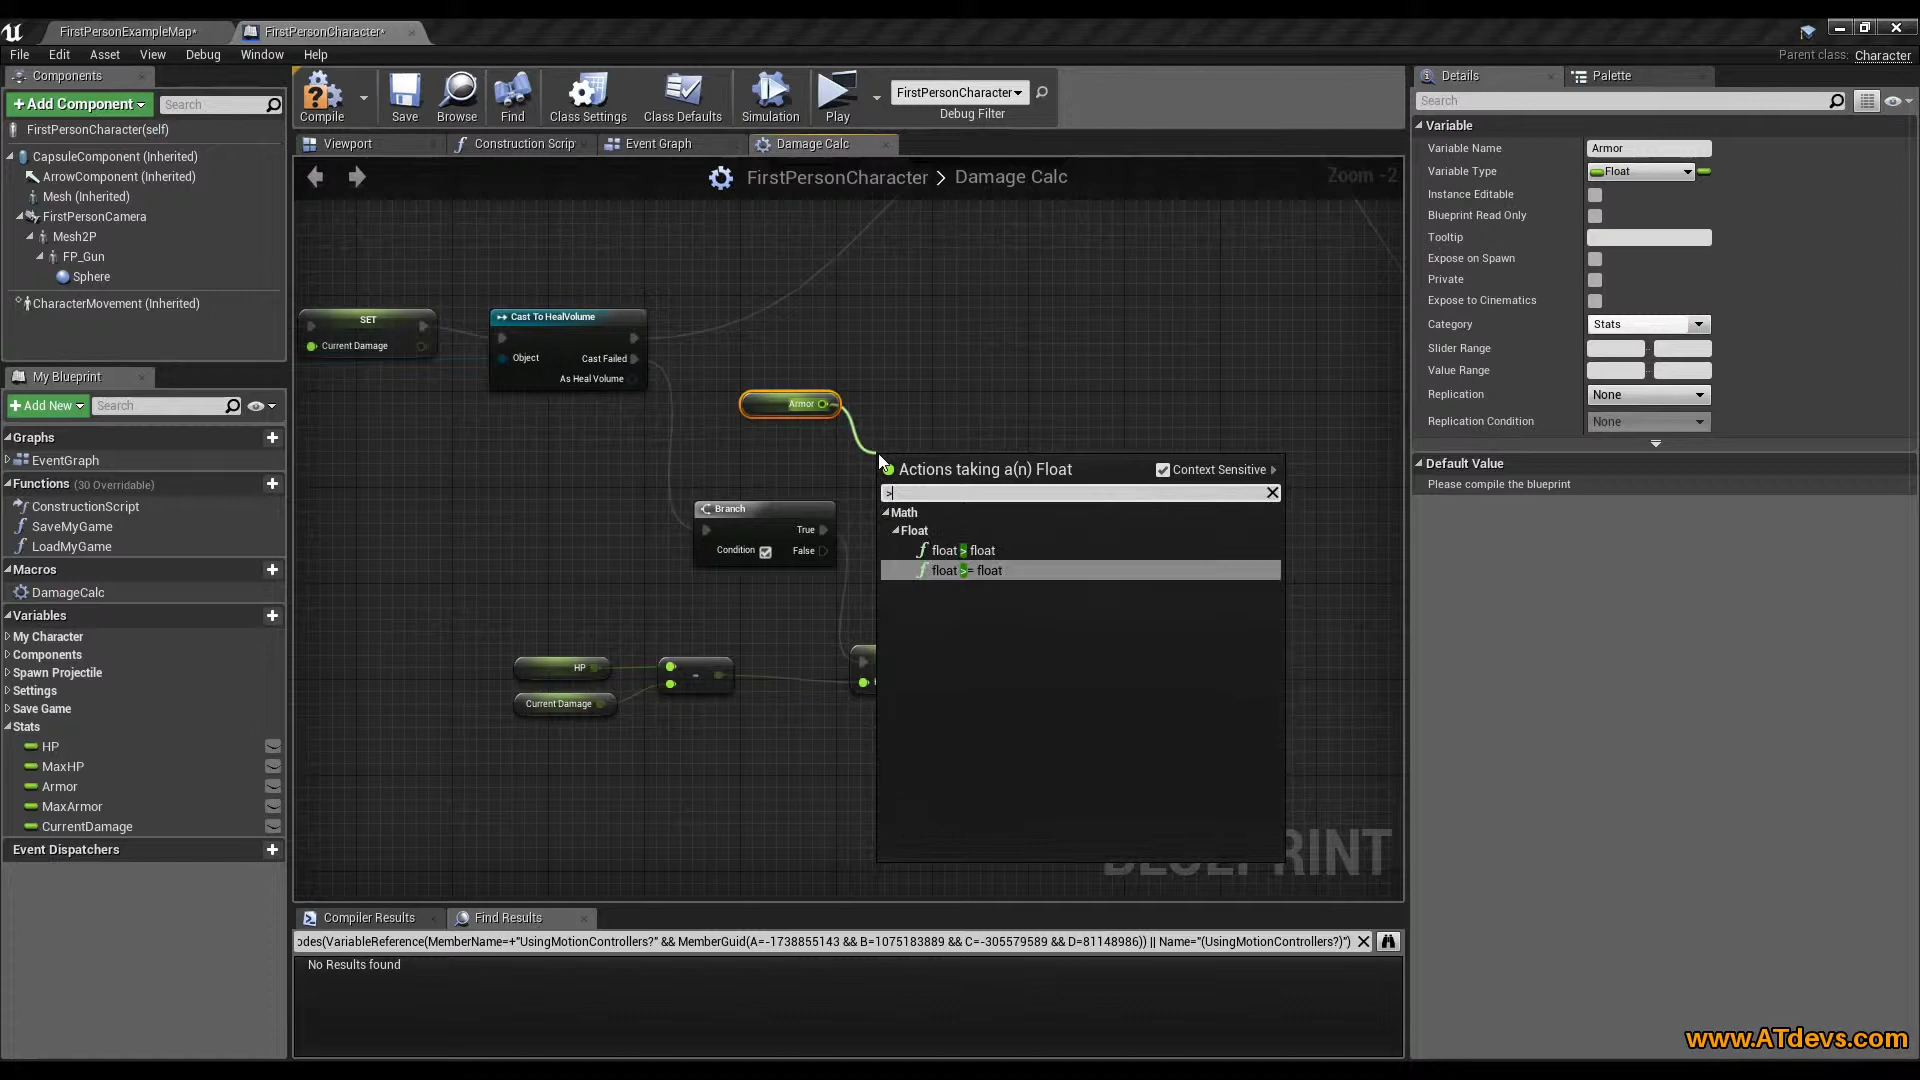 FirstPersonExampleMap*
FirstPersonCharacter*
File Edit Asset View Debug Window Help
Parent class: Character
Components
+Add Component
Search
FirstPersonCharacter(self)
CapsuleComponent (Inherited)
ArrowComponent (Inherited)
Mesh (Inherited)
FirstPersonCamera
Mesh2P
FP_Gun
Sphere
CharacterMovement (Inherited)
My Blueprint
+Add New
Search
Graphs
EventGraph
Functions (30 Overridable)
ConstructionScript
SaveMyGame
LoadMyGame
Macros
DamageCalc
Variables
My Character
Components
Spawn Projectile
Settings
Save Game
Stats
HP
MaxHP
Armor
MaxArmor
CurrentDamage
Event Dispatchers
Compile Save Browse Find Class Settings Class Defaults Simulation Play
FirstPersonCharacter
Debug Filter
Viewport
Construction Scrip
Event Graph
Damage Calc
FirstPersonCharacter > Damage Calc
Zoom -2
SET
Current Damage
Cast To HealVolume
Object
Cast Failed
As Heal Volume
Armor
Branch
True
Condition
False
HP
-
Current Damage
Actions taking a(n) Float
Context Sensitive
>
Math
Float
float > float
float >= float
BLUEPRINT
Compiler Results
Find Results
odes(VariableReference(MemberName=+"UsingMotionControllers?" && MemberGuid(A=-1738855143 && B=1075183889 && C=-305579589 && D=81148986)) || Name="(UsingMotionControllers?)")
No Results found
Details
Palette
Search
Variable
Variable Name Armor
Variable Type Float
Instance Editable
Blueprint Read Only
Tooltip
Expose on Spawn
Private
Expose to Cinematics
Category Stats
Slider Range
Value Range
Replication None
Replication Condition None
Default Value
Please compile the blueprint
www.ATdevs.com